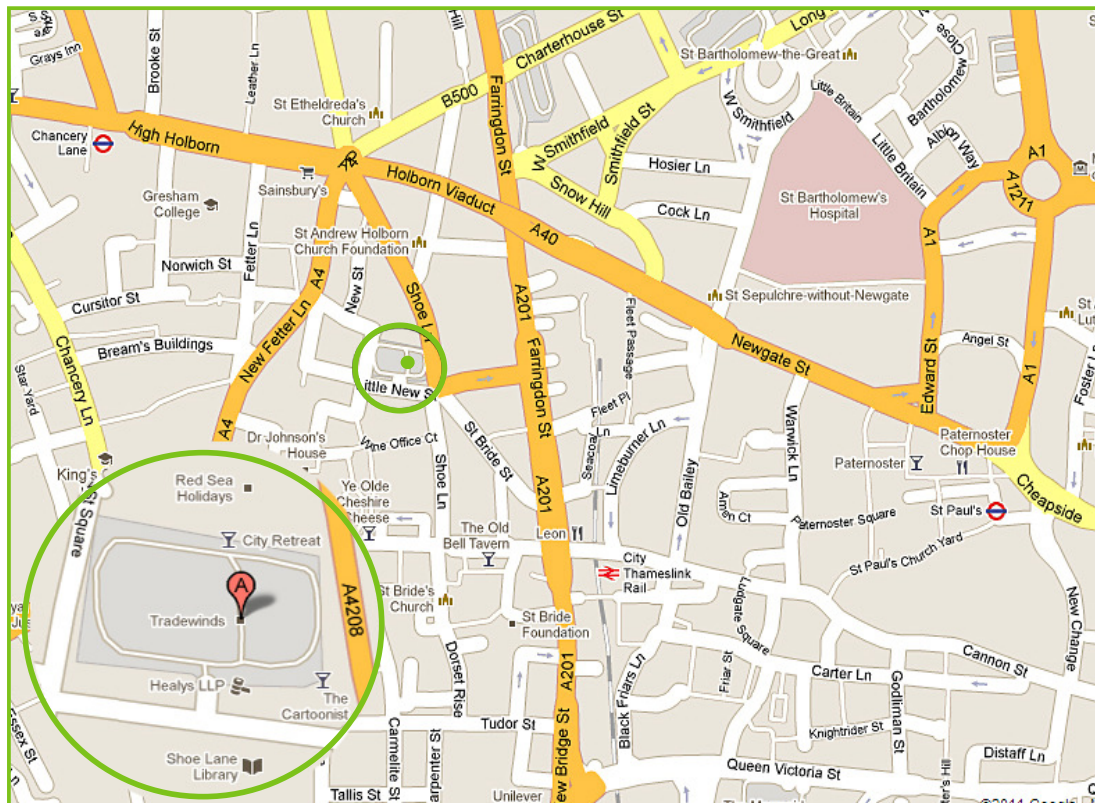 Grays Inn
Brooke St
Leather Ln
Hill
Charterhouse St
B500
St Etheldreda's
Church
Farringdon St
St Bartholomew-the-Great
Long
Bartholomew Close
Little Britain
W Smithfield
W Smithfield
Smithfield St
Albion Way
Little Britain
Chancery
Lane
High Holborn
Sainsbury's
Holborn Viaduct
Hosier Ln
Snow Hill
Cock Ln
St Bartholomew's
Hospital
A1
A1211
A1
Gresham
College
Fetter Ln
St Andrew Holborn
Church Foundation
A40
Norwich St
A4
New St
Shoe Ln
A201
Fleet Passage
St Sepulchre-without-Newgate
Cursitor St
New Fetter Ln
Bream's Buildings
Chancery Ln
Star Yard
ittle New S
Farringdon St
Newgate St
Edward St
Angel St
A1
Foster Ln
A4
Dr Johnson's
House
Wine Office Ct
St Bride St
Fleet Pl
Seacoal Ln
Limeburner Ln
Old Bailey
Warwick Ln
Paternoster
Chop House
Paternoster
Cheapside
King's
St Square
Red Sea
Holidays
Ye Olde
Cheshire
Cheese
Shoe Ln
A201
Amen Ct
Paternoster Square
St Paul's
City Retreat
The Old
Bell Tavern
Leon
City
Thameslink
Rail
St Paul's Church Yard
A
Tradewinds
A4208
St Bride's
Church
St Bride
Foundation
Ludgate Square
New Change
Healys LLP
The
Cartoonist
Dorset Rise
A201
Black Friars Ln
Friar St
Carter Ln
Godliman St
Cannon St
Essex St
Shoe Lane
Library
Carmelite St
Tudor St
New Bridge St
Knightrider St
Distaff Ln
Queen Victoria St
Tallis St
Carpenter St
Unilever